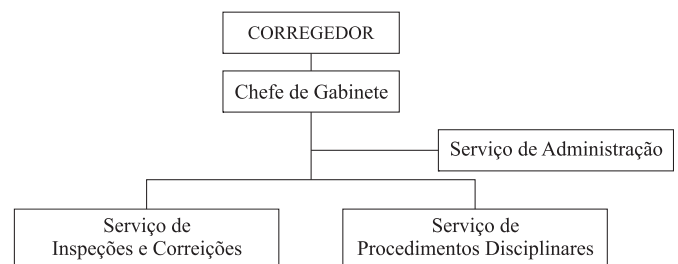 CORREGEDOR
Chefe de Gabinete
Serviço de Administração
Serviço de
Inspeções e Correições
Serviço de
Procedimentos Disciplinares